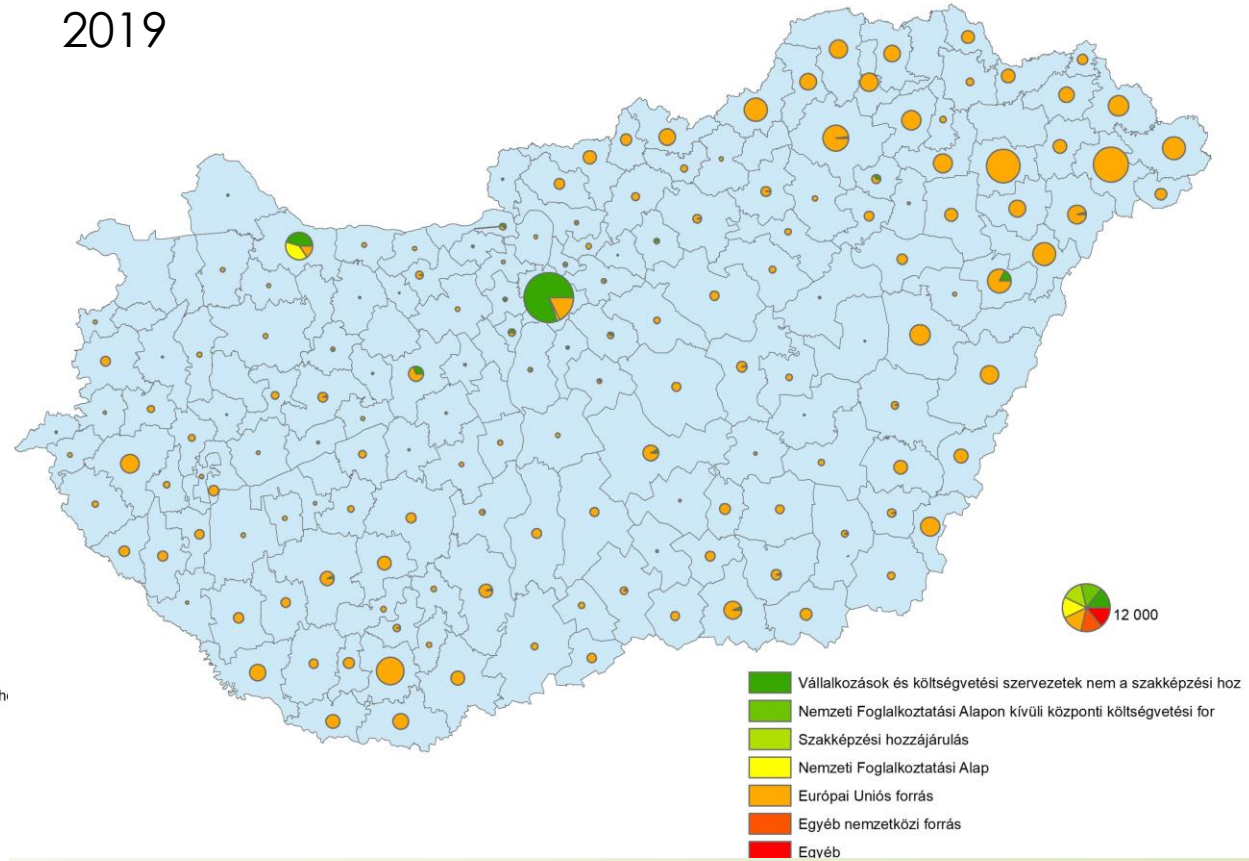 2019
12 000
Vállalkozások és költségvetési szervezetek nem a szakképzési hoz
Nemzeti Foglalkoztatási Alapon kívüli központi költségvetési for
Szakképzési hozzájárulás
Nemzeti Foglalkoztatási Alap
Európai Uniós forrás
Egyéb nemzetközi forrás
Egyéb